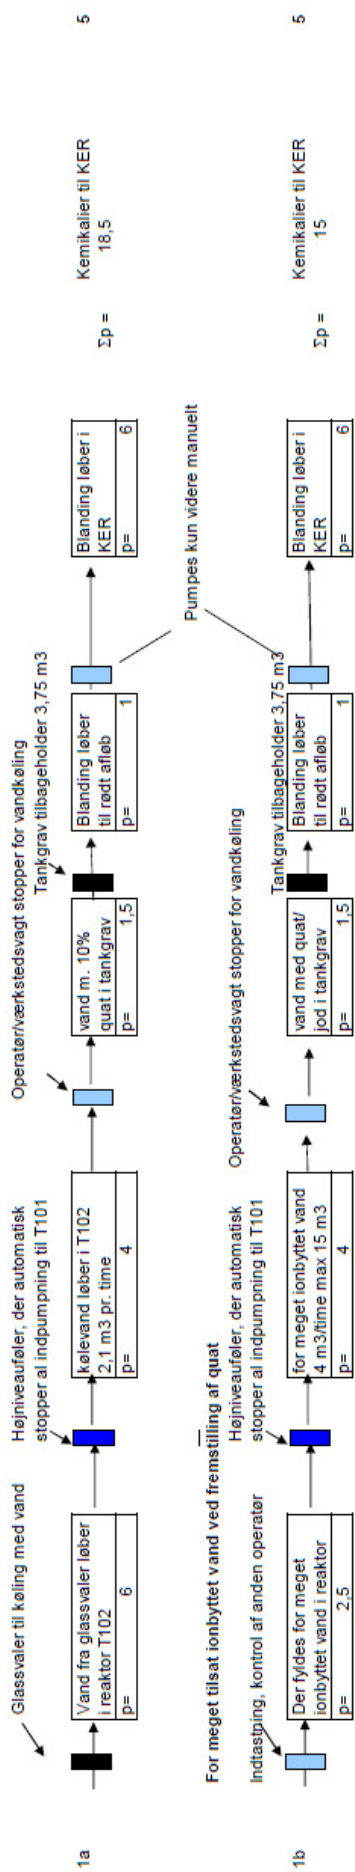 Glassvaler til køling med vand
Højniveauføler, der automatisk
stopper al indpumpning til T101
Operatør/værkstedsvagt stopper for vandkøling
Tankgrav tilbageholder 3,75 m3
1a
Vand fra glassvaler løber
i reaktor T102
p= 6
kølevand løber i T102
2,1 m3 pr. time
p= 4
vand m. 10%
quat i tankgrav
p= 1,5
Blanding løber
til rødt afløb
p= 1
Blanding løber i
KER
p= 6
Σp =
Kemikalier til KER
18,5
5
Pumpes kun videre manuelt
For meget tilsat ionbyttet vand ved fremstilling af quat
Indtastning, kontrol af anden operatør
Højniveauføler, der automatisk
stopper al indpumpning til T101
Operatør/værkstedsvagt stopper for vandkøling
Tankgrav tilbageholder 3,75 m3
1b
Der fyldes for meget
ionbyttet vand i reaktor
p= 2,5
for meget ionbyttet vand
4 m3/time max 15 m3
p= 4
vand med quat/
jod i tankgrav
p= 1,5
Blanding løber
til rødt afløb
p= 1
Blanding løber i
KER
p= 6
Σp =
Kemikalier til KER
15
5